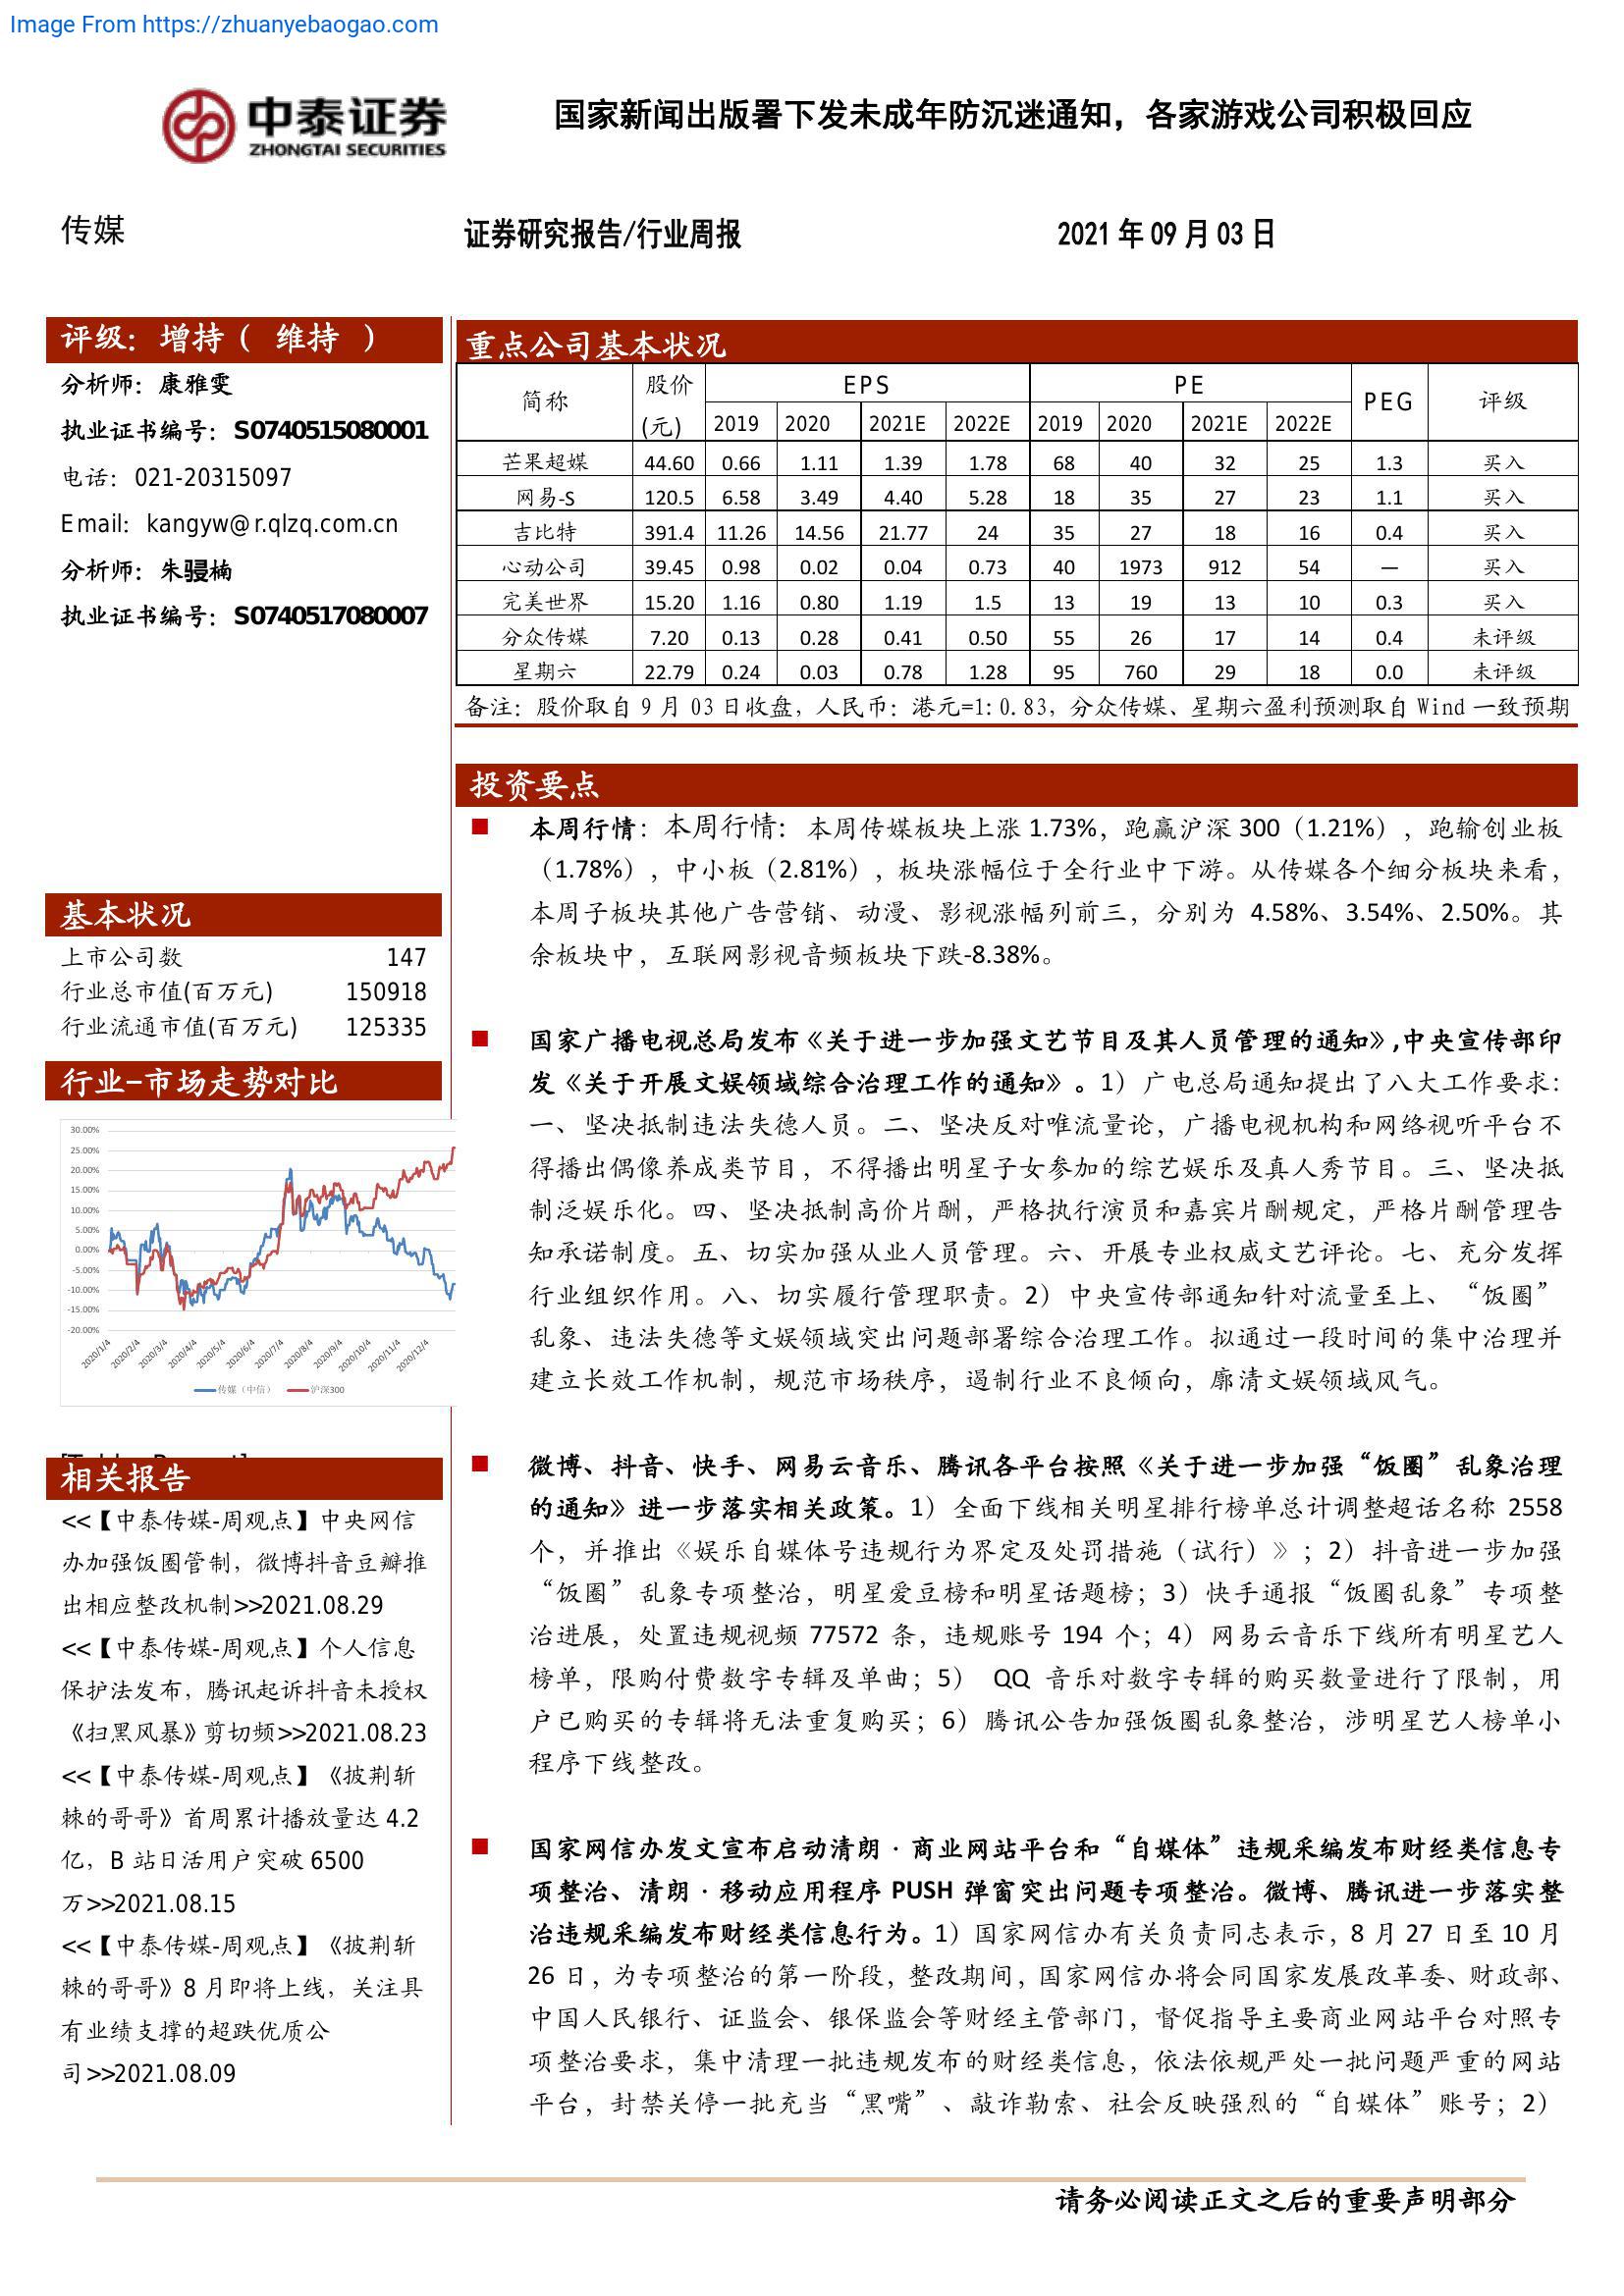 Image From https://zhuanyebaogao.com
中泰证券
ZHONGTAI SECURITIES
国家新闻出版署下发未成年防沉迷通知，各家游戏公司积极回应
传媒
证券研究报告/行业周报
2021 年 09 月 03 日
评级：增持（ 维持 ）
分析师：康雅雯
执业证书编号：S0740515080001
电话：021-20315097
Email：kangyw@r.qlzq.com.cn
分析师：朱骎楠
执业证书编号：S0740517080007
基本状况
上市公司数 147
行业总市值(百万元) 150918
行业流通市值(百万元) 125335
行业-市场走势对比
30.00%
25.00%
20.00%
15.00%
10.00%
5.00%
0.00%
-5.00%
-10.00%
-15.00%
-20.00%
2020/1/4 2020/2/4 2020/3/4 2020/4/4 2020/5/4 2020/6/4 2020/7/4 2020/8/4 2020/9/4 2020/10/4 2020/11/4 2020/12/4
传媒（中信） 沪深300
相关报告
<<【中泰传媒-周观点】中央网信
办加强饭圈管制，微博抖音豆瓣推
出相应整改机制>>2021.08.29
<<【中泰传媒-周观点】个人信息
保护法发布，腾讯起诉抖音未授权
《扫黑风暴》剪切频>>2021.08.23
<<【中泰传媒-周观点】《披荆斩
棘的哥哥》首周累计播放量达 4.2
亿，B 站日活用户突破 6500
万>>2021.08.15
<<【中泰传媒-周观点】《披荆斩
棘的哥哥》8 月即将上线，关注具
有业绩支撑的超跌优质公
司>>2021.08.09
重点公司基本状况
简称 股价 EPS PE PEG 评级
(元) 2019 2020 2021E 2022E 2019 2020 2021E 2022E
芒果超媒 44.60 0.66 1.11 1.39 1.78 68 40 32 25 1.3 买入
网易-S 120.5 6.58 3.49 4.40 5.28 18 35 27 23 1.1 买入
吉比特 391.4 11.26 14.56 21.77 24 35 27 18 16 0.4 买入
心动公司 39.45 0.98 0.02 0.04 0.73 40 1973 912 54 — 买入
完美世界 15.20 1.16 0.80 1.19 1.5 13 19 13 10 0.3 买入
分众传媒 7.20 0.13 0.28 0.41 0.50 55 26 17 14 0.4 未评级
星期六 22.79 0.24 0.03 0.78 1.28 95 760 29 18 0.0 未评级
备注：股价取自 9 月 03 日收盘，人民币：港元=1:0.83，分众传媒、星期六盈利预测取自 Wind 一致预期
投资要点
■ 本周行情：本周行情：本周传媒板块上涨 1.73%，跑赢沪深 300（1.21%），跑输创业板
（1.78%），中小板（2.81%），板块涨幅位于全行业中下游。从传媒各个细分板块来看，
本周子板块其他广告营销、动漫、影视涨幅列前三，分别为 4.58%、3.54%、2.50%。其
余板块中，互联网影视音频板块下跌-8.38%。
■ 国家广播电视总局发布《关于进一步加强文艺节目及其人员管理的通知》,中央宣传部印
发《关于开展文娱领域综合治理工作的通知》。1）广电总局通知提出了八大工作要求：
一、坚决抵制违法失德人员。二、坚决反对唯流量论，广播电视机构和网络视听平台不
得播出偶像养成类节目，不得播出明星子女参加的综艺娱乐及真人秀节目。三、坚决抵
制泛娱乐化。四、坚决抵制高价片酬，严格执行演员和嘉宾片酬规定，严格片酬管理告
知承诺制度。五、切实加强从业人员管理。六、开展专业权威文艺评论。七、充分发挥
行业组织作用。八、切实履行管理职责。2）中央宣传部通知针对流量至上、“饭圈”
乱象、违法失德等文娱领域突出问题部署综合治理工作。拟通过一段时间的集中治理并
建立长效工作机制，规范市场秩序，遏制行业不良倾向，廓清文娱领域风气。
■ 微博、抖音、快手、网易云音乐、腾讯各平台按照《关于进一步加强“饭圈”乱象治理
的通知》进一步落实相关政策。1）全面下线相关明星排行榜单总计调整超话名称 2558
个，并推出《娱乐自媒体号违规行为界定及处罚措施（试行）》；2）抖音进一步加强
“饭圈”乱象专项整治，明星爱豆榜和明星话题榜；3）快手通报“饭圈乱象”专项整
治进展，处置违规视频 77572 条，违规账号 194 个；4）网易云音乐下线所有明星艺人
榜单，限购付费数字专辑及单曲；5） QQ 音乐对数字专辑的购买数量进行了限制，用
户已购买的专辑将无法重复购买；6）腾讯公告加强饭圈乱象整治，涉明星艺人榜单小
程序下线整改。
■ 国家网信办发文宣布启动清朗·商业网站平台和“自媒体”违规采编发布财经类信息专
项整治、清朗·移动应用程序 PUSH 弹窗突出问题专项整治。微博、腾讯进一步落实整
治违规采编发布财经类信息行为。1）国家网信办有关负责同志表示，8 月 27 日至 10 月
26 日，为专项整治的第一阶段，整改期间，国家网信办将会同国家发展改革委、财政部、
中国人民银行、证监会、银保监会等财经主管部门，督促指导主要商业网站平台对照专
项整治要求，集中清理一批违规发布的财经类信息，依法依规严处一批问题严重的网站
平台，封禁关停一批充当“黑嘴”、敲诈勒索、社会反映强烈的“自媒体”账号；2）
请务必阅读正文之后的重要声明部分